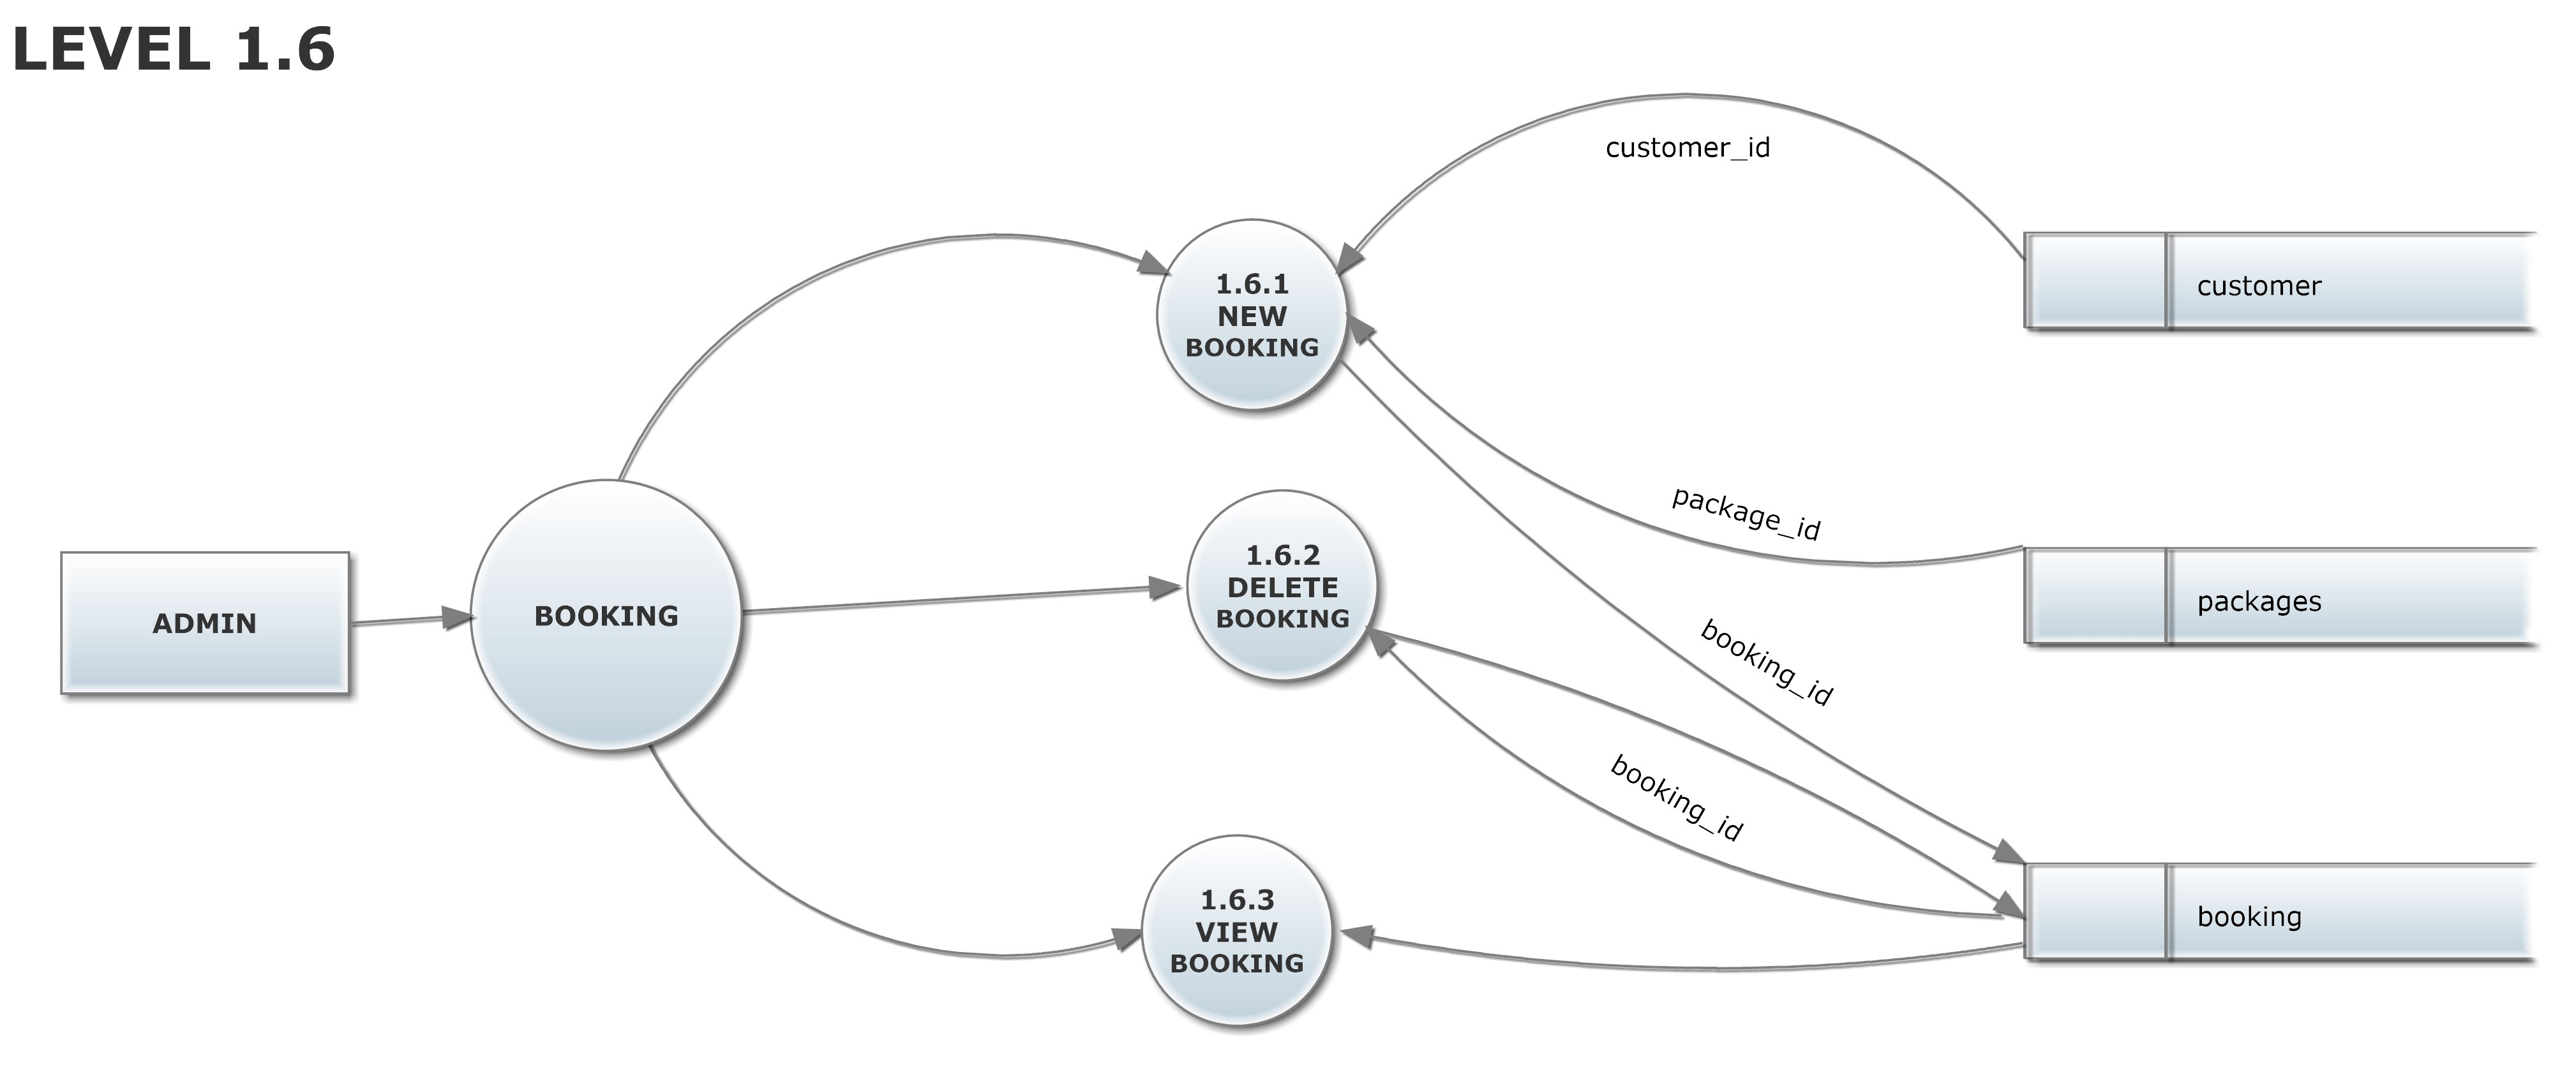 LEVEL 1.6
customer_id
1.6.1
NEW
BOOKING
customer
package_id
1.6.2
DELETE
BOOKING
packages
ADMIN
BOOKING
booking_id
booking_id
1.6.3
VIEW
BOOKING
booking